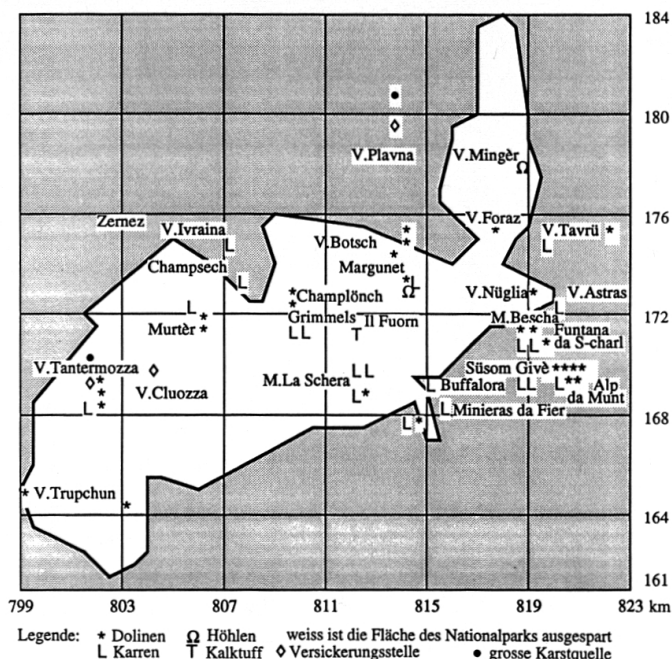 184
180
V.Plavna
V.Mingèr
176
Zernez
V.Ivraina
V.Foraz
V.Tavrü
V.Botsch
Champsech
Margunet
Champlönch
V.Nüglia
V.Astras
172
Grimmels
M.Bescha
Murtèr
Il Fuorn
Funtana
da S-charl
V.Tantermozza
Süsom Givè
V.Cluozza
M.La Schera
Buffalora
Alp
da Munt
Minieras da Fier
168
V.Trupchun
164
161
799 803 807 811 815 819 823 km
Legende: * Dolinen Ω Höhlen weiss ist die Fläche des Nationalparks ausgespart
L Karren T Kalktuff ◊ Versickerungsstelle ● grosse Karstquelle